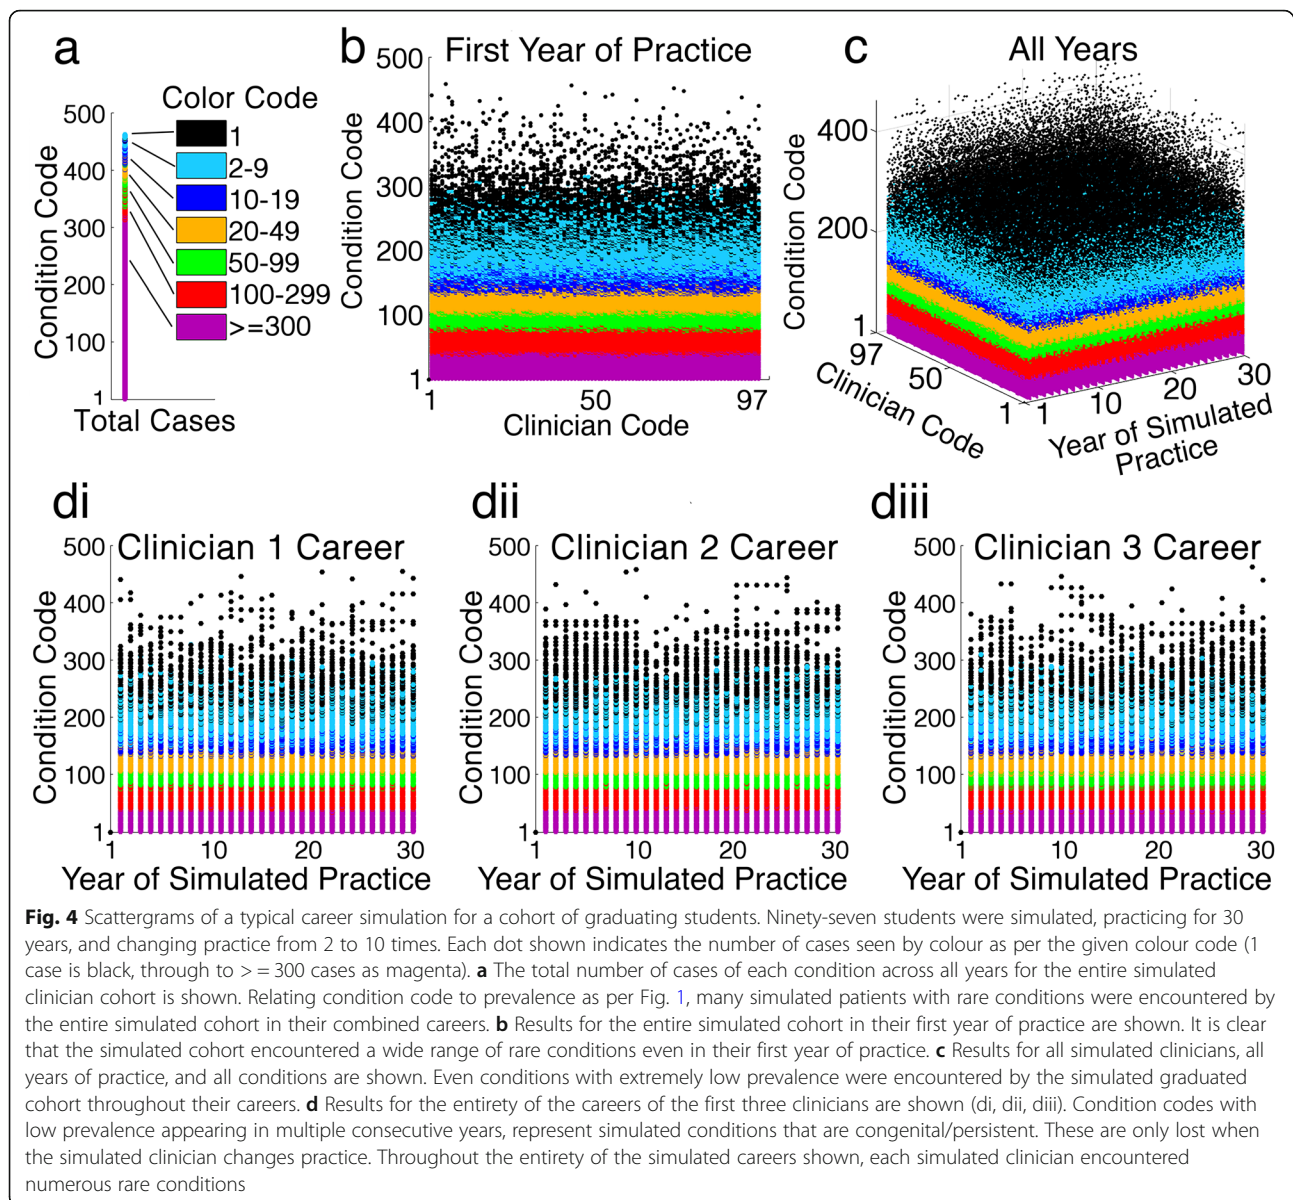 a
Color Code
500
400
300
200
100
1
Condition Code
Total Cases
1
2-9
10-19
20-49
50-99
100-299
>=300
b
First Year of Practice
500
400
300
200
100
1
Condition Code
1
50
97
Clinician Code
c
All Years
400
200
1
Condition Code
97
50
1
Clinician Code
1
10
20
30
Year of Simulated
Practice
di
Clinician 1 Career
500
400
300
200
100
1
Condition Code
1
10
20
30
Year of Simulated Practice
dii
Clinician 2 Career
500
400
300
200
100
1
Condition Code
1
10
20
30
Year of Simulated Practice
diii
Clinician 3 Career
500
400
300
200
100
1
Condition Code
1
10
20
30
Year of Simulated Practice
Fig. 4 Scattergrams of a typical career simulation for a cohort of graduating students. Ninety-seven students were simulated, practicing for 30
years, and changing practice from 2 to 10 times. Each dot shown indicates the number of cases seen by colour as per the given colour code (1
case is black, through to > = 300 cases as magenta). a The total number of cases of each condition across all years for the entire simulated
clinician cohort is shown. Relating condition code to prevalence as per Fig. 1, many simulated patients with rare conditions were encountered by
the entire simulated cohort in their combined careers. b Results for the entire simulated cohort in their first year of practice are shown. It is clear
that the simulated cohort encountered a wide range of rare conditions even in their first year of practice. c Results for all simulated clinicians, all
years of practice, and all conditions are shown. Even conditions with extremely low prevalence were encountered by the simulated graduated
cohort throughout their careers. d Results for the entirety of the careers of the first three clinicians are shown (di, dii, diii). Condition codes with
low prevalence appearing in multiple consecutive years, represent simulated conditions that are congenital/persistent. These are only lost when
the simulated clinician changes practice. Throughout the entirety of the simulated careers shown, each simulated clinician encountered
numerous rare conditions